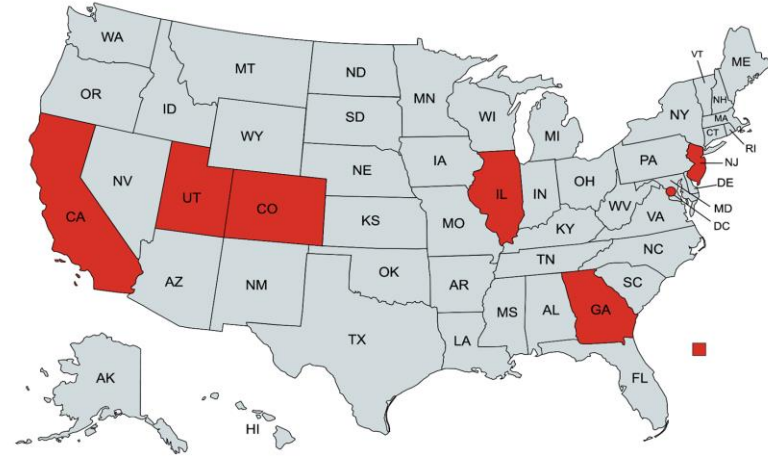 WA
MT
ND
MN
VT
ME
OR
ID
WY
SD
WI
MI
NY
NH
MA
CT
RI
NV
UT
CO
NE
IA
IL
IN
OH
PA
NJ
DE
MD
DC
CA
KS
MO
KY
WV
VA
AZ
NM
OK
AR
TN
NC
SC
TX
LA
MS
AL
GA
FL
AK
HI